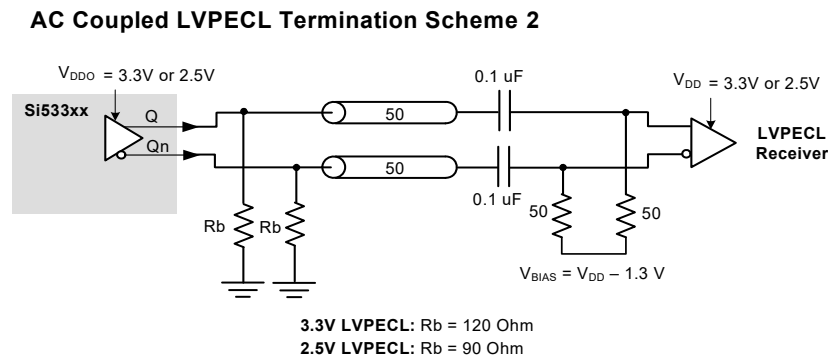 AC Coupled LVPECL Termination Scheme 2
V_DDO = 3.3V or 2.5V
0.1 uF
V_DD = 3.3V or 2.5V
Si533xx
Q
50
LVPECL
Receiver
Qn
50
0.1 uF
Rb
Rb
50
50
V_BIAS = V_DD – 1.3 V
3.3V LVPECL: Rb = 120 Ohm
2.5V LVPECL: Rb = 90 Ohm